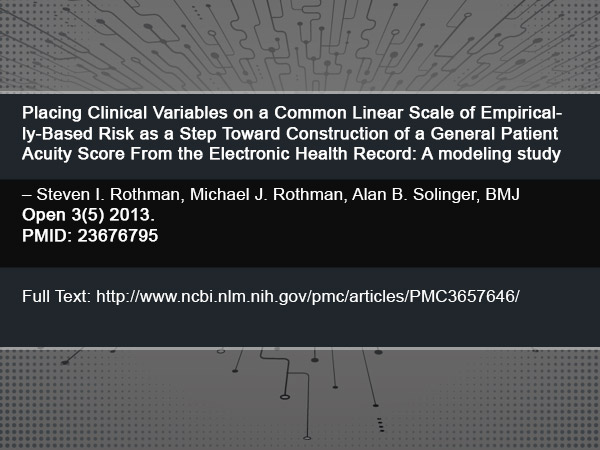 Placing Clinical Variables on a Common Linear Scale of Empirical-
ly-Based Risk as a Step Toward Construction of a General Patient
Acuity Score From the Electronic Health Record: A modeling study
– Steven I. Rothman, Michael J. Rothman, Alan B. Solinger, BMJ
Open 3(5) 2013.
PMID: 23676795
Full Text: http://www.ncbi.nlm.nih.gov/pmc/articles/PMC3657646/